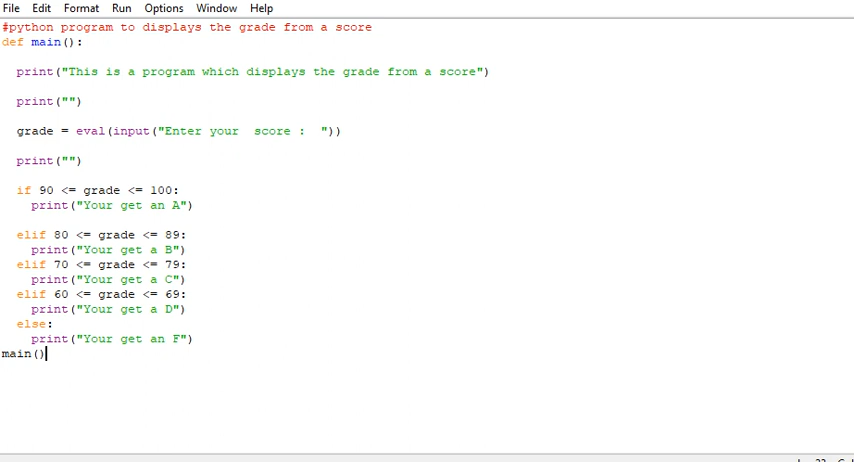 File Edit Format Run Options Window Help
#python program to displays the grade from a score
def main():
print("This is a program which displays the grade from a score")
print("")
grade = eval(input("Enter your  score :  "))
print("")
if 90 <= grade <= 100:
print("Your get an A")
elif 80 <= grade <= 89:
print("Your get a B")
elif 70 <= grade <= 79:
print("Your get a C")
elif 60 <= grade <= 69:
print("Your get a D")
else:
print("Your get an F")
main()